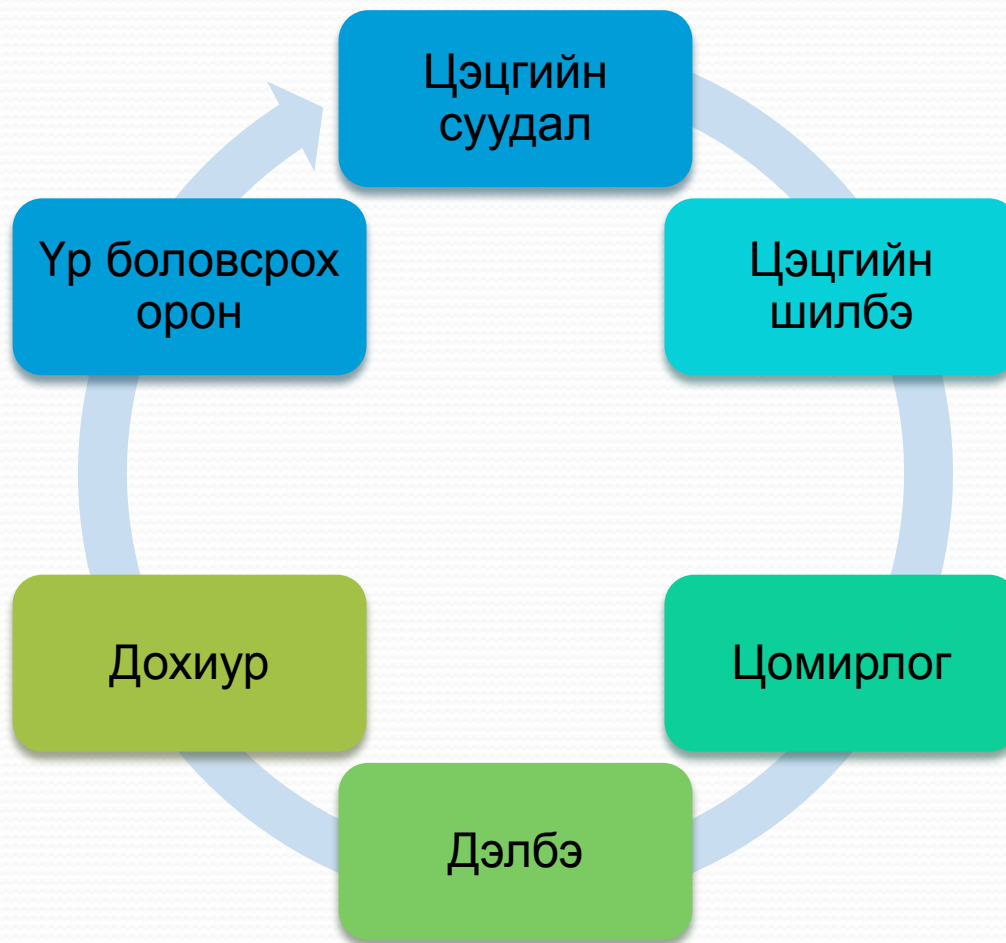 Цэцгийн
суудал
Цэцгийн
шилбэ
Цомирлог
Дэлбэ
Дохиур
Үр боловсрох
орон